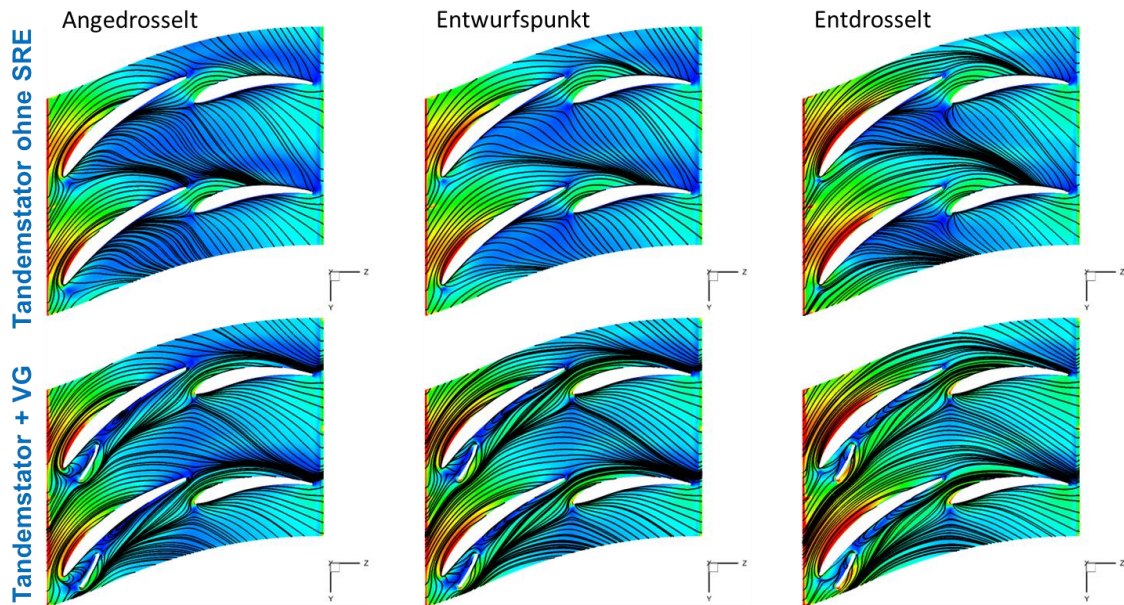 Angedrosselt
Entwurfspunkt
Entdrosselt
Tandemstator ohne SRE
X
Z
Y
X
Z
Y
X
Z
Y
Tandemstator + VG
X
Z
Y
X
Z
Y
X
Z
Y